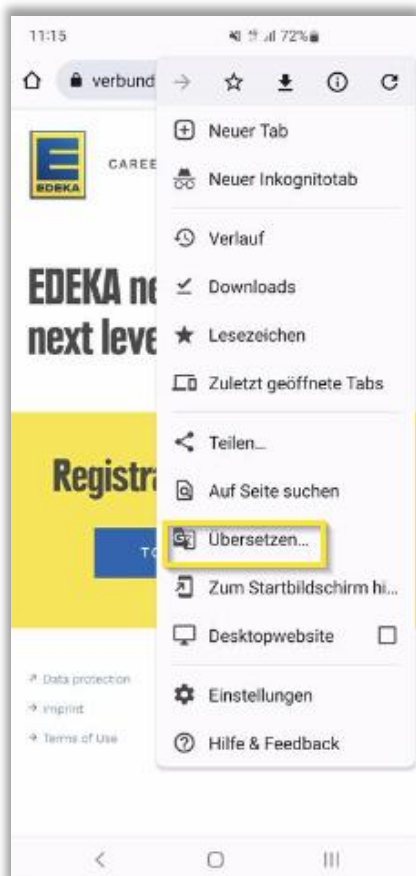 11:15 72%
verbund
Neuer Tab
EDEKA
CAREE
Neuer Inkognitotab
Verlauf
EDEKA ne
next leve
Downloads
Lesezeichen
Zuletzt geöffnete Tabs
Teilen...
Registra
Auf Seite suchen
TO
Übersetzen...
Zum Startbildschirm hi...
Desktopwebsite
Data protection
Imprint
Terms of Use
Einstellungen
Hilfe & Feedback